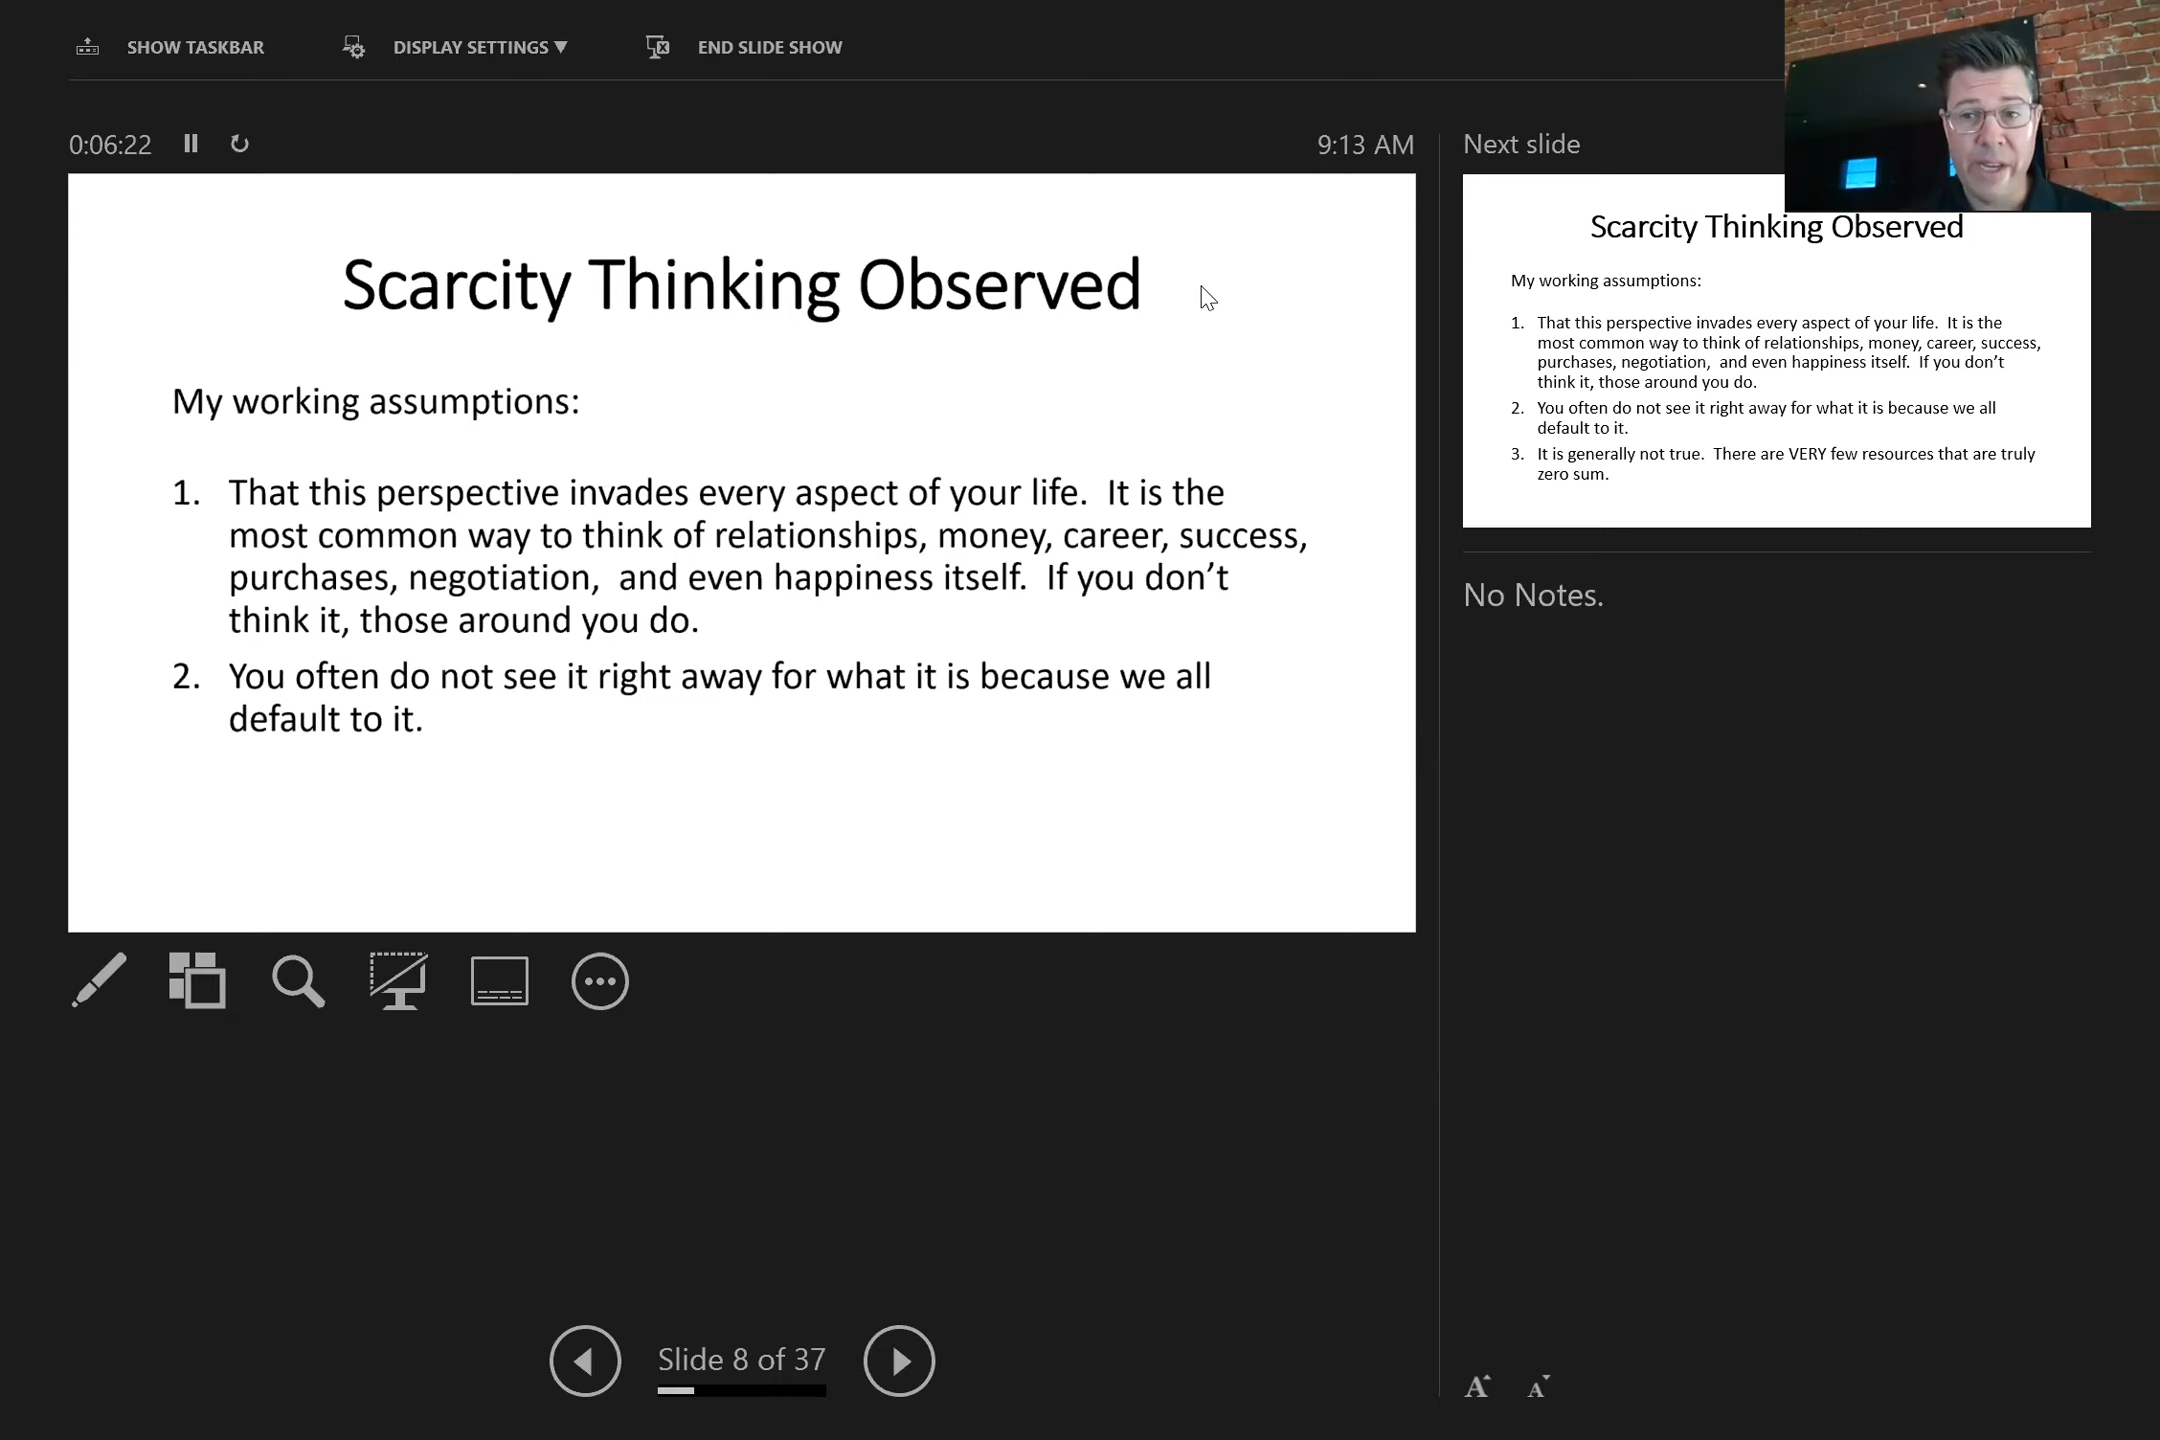 SHOW TASKBAR
DISPLAY SETTINGS ▼
END SLIDE SHOW
0:06:22
9:13 AM
Scarcity Thinking Observed
My working assumptions:
1. That this perspective invades every aspect of your life.  It is the
most common way to think of relationships, money, career, success,
purchases, negotiation,  and even happiness itself.  If you don’t
think it, those around you do.
2. You often do not see it right away for what it is because we all
default to it.
Slide 8 of 37
Next slide
Scarcity Thinking Observed
My working assumptions:
1. That this perspective invades every aspect of your life.  It is the
most common way to think of relationships, money, career, success,
purchases, negotiation,  and even happiness itself.  If you don’t
think it, those around you do.
2. You often do not see it right away for what it is because we all
default to it.
3. It is generally not true.  There are VERY few resources that are truly
zero sum.
No Notes.
A A